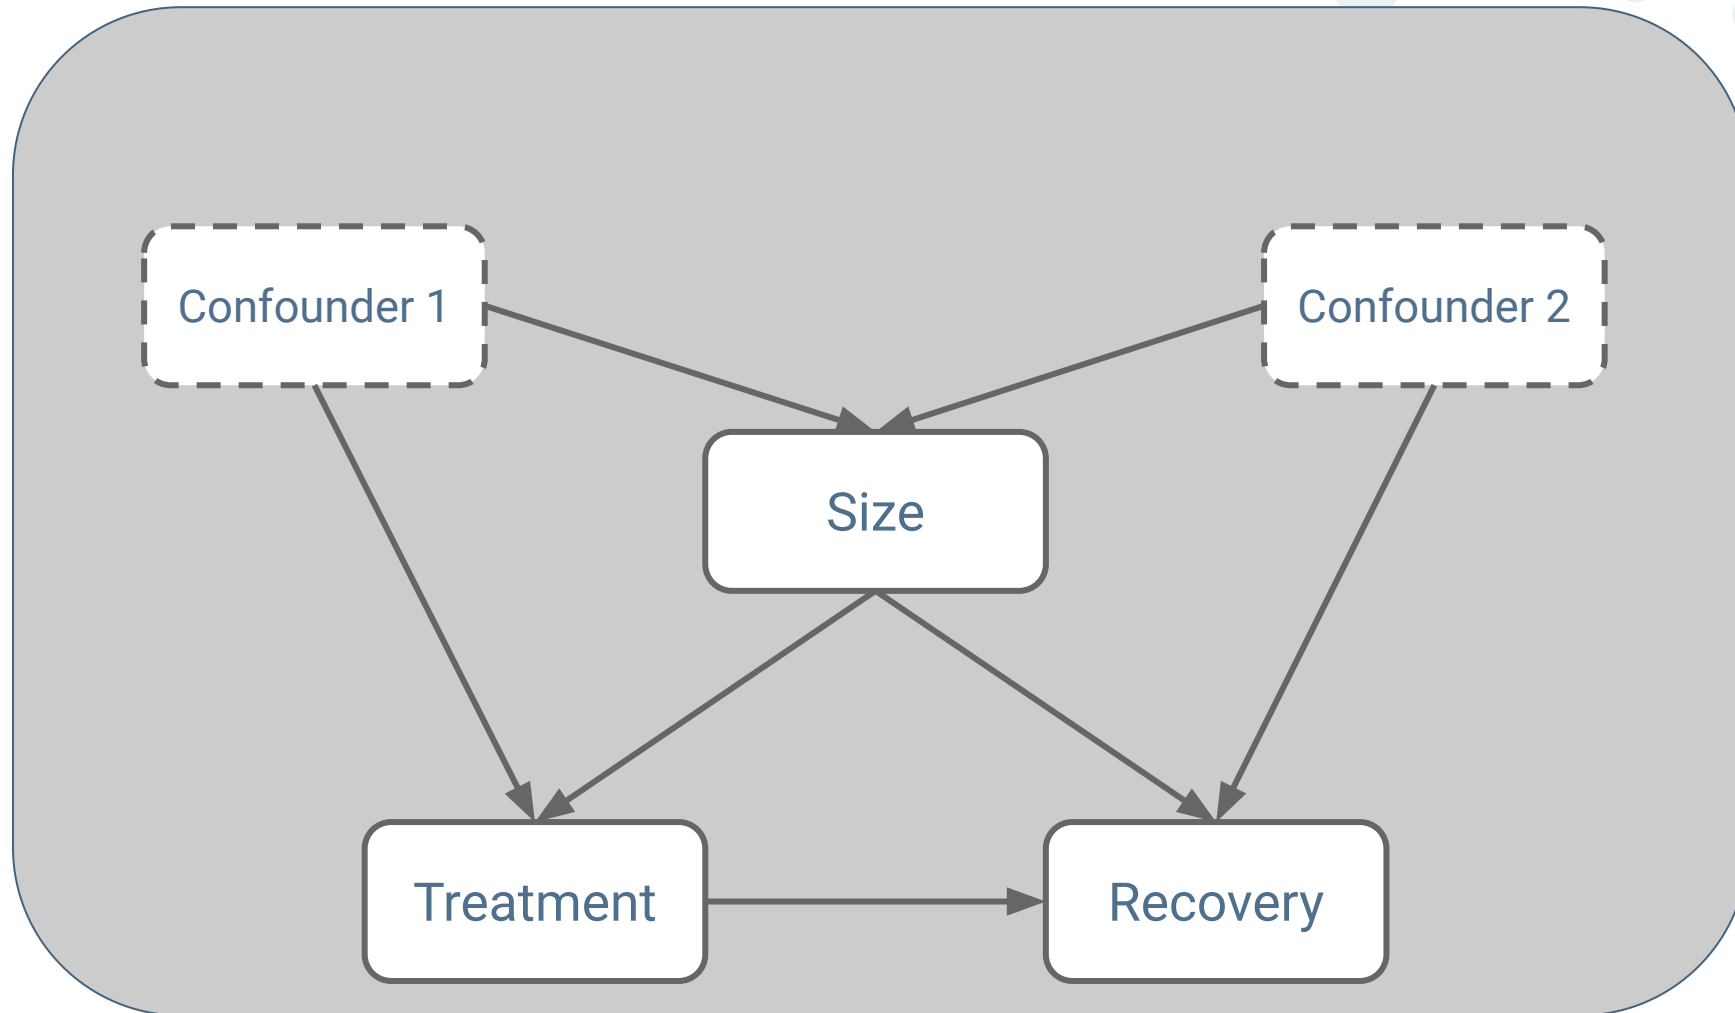 Confounder 1
Confounder 2
Size
Treatment
Recovery